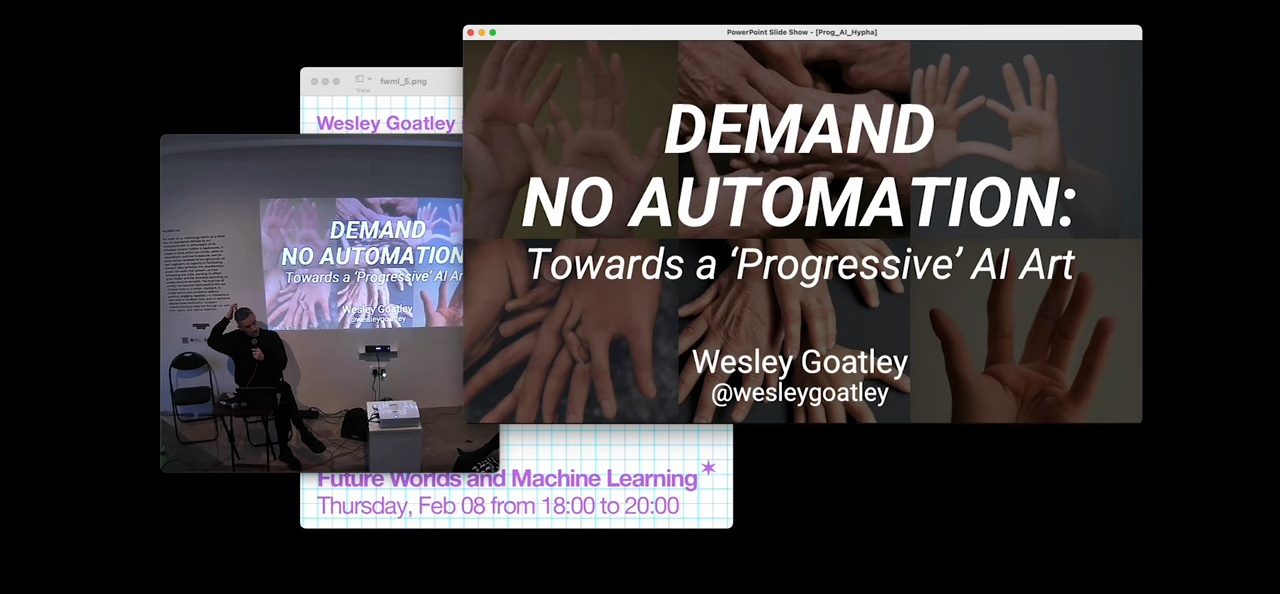 PowerPoint Slide Show - [Prog_AI_Hypha]
DEMAND
NO AUTOMATION:
Towards a ‘Progressive’ AI Art
Wesley Goatley
@wesleygoatley
fwml_5.png
View
Wesley Goatley
DEMAND
NO AUTOMATION
Towards a ‘Progressive’ AI Ar
Wesley Goatley
@wesleygoatley
Future Worlds and Machine Learning
Thursday, Feb 08 from 18:00 to 20:00